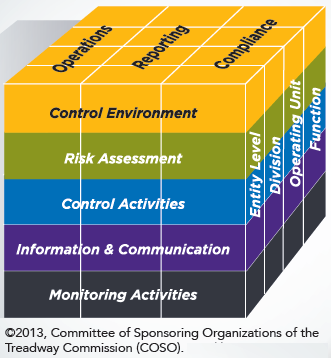 Operations
Reporting
Compliance
Control Environment
Risk Assessment
Control Activities
Information & Communication
Monitoring Activities
Entity Level
Division
Operating Unit
Function
©2013, Committee of Sponsoring Organizations of the
Treadway Commission (COSO).